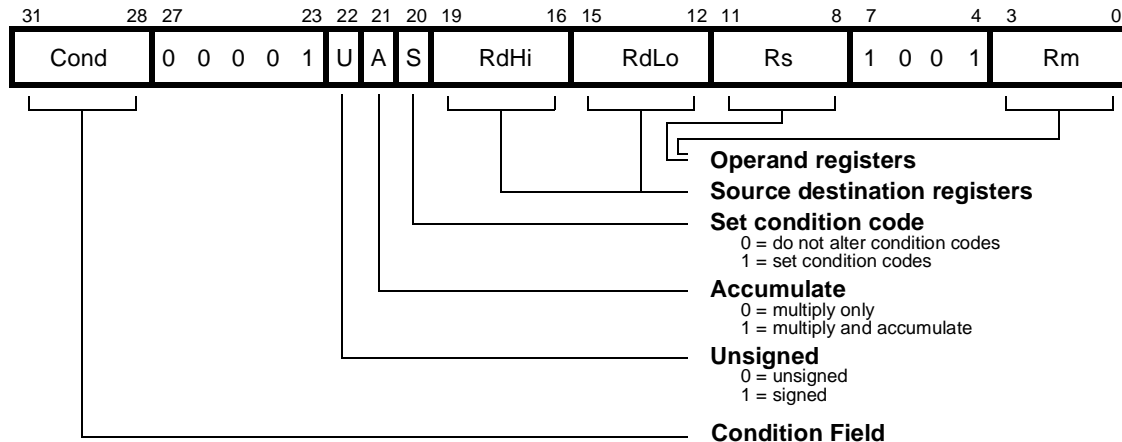 31 28 27 23 22 21 20 19 16 15 12 11 8 7 4 3 0
Cond 0 0 0 0 1 U A S RdHi RdLo Rs 1 0 0 1 Rm
Operand registers
Source destination registers
Set condition code
0 = do not alter condition codes
1 = set condition codes
Accumulate
0 = multiply only
1 = multiply and accumulate
Unsigned
0 = unsigned
1 = signed
Condition Field